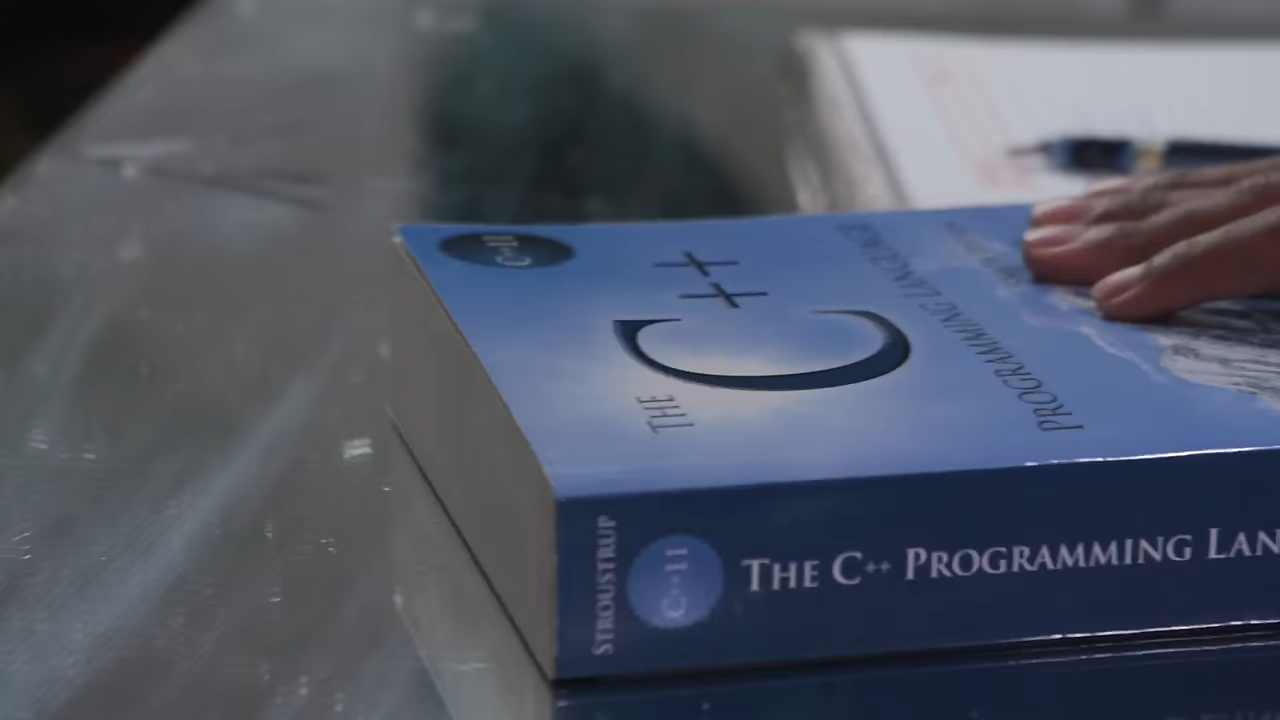 C++11
THE
C++
PROGRAMMING LANGUAGE
STROUSTRUP
C++11
THE C++ PROGRAMMING LAN